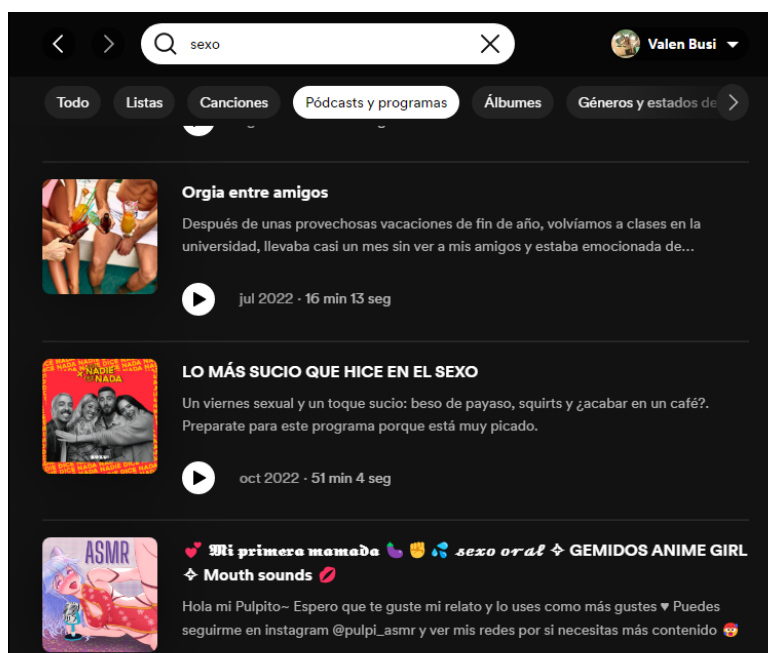 sexo
Valen Busi
Todo
Listas
Canciones
Pódcasts y programas
Álbumes
Géneros y estados de
Orgia entre amigos
Después de unas provechosas vacaciones de fin de año, volvíamos a clases en la
universidad, llevaba casi un mes sin ver a mis amigos y estaba emocionada de...
jul 2022 · 16 min 13 seg
NADIE
NADA
LO MÁS SUCIO QUE HICE EN EL SEXO
Un viernes sexual y un toque sucio: beso de payaso, squirts y ¿acabar en un café?.
Preparate para este programa porque está muy picado.
oct 2022 · 51 min 4 seg
ASMR
💕 𝕸𝖎 𝖕𝖗𝖎𝖒𝖊𝖗𝖆 𝖒𝖆𝖒𝖆𝖉𝖆 🍆 ✊ 💦 𝓼𝓮𝔁𝓸 𝓸𝓻𝓪𝓵 ✧ GEMIDOS ANIME GIRL
✧ Mouth sounds 💋
Hola mi Pulpito~ Espero que te guste mi relato y lo uses como más gustes ♥ Puedes
seguirme en instagram @pulpi_asmr y ver mis redes por si necesitas más contenido 🤯